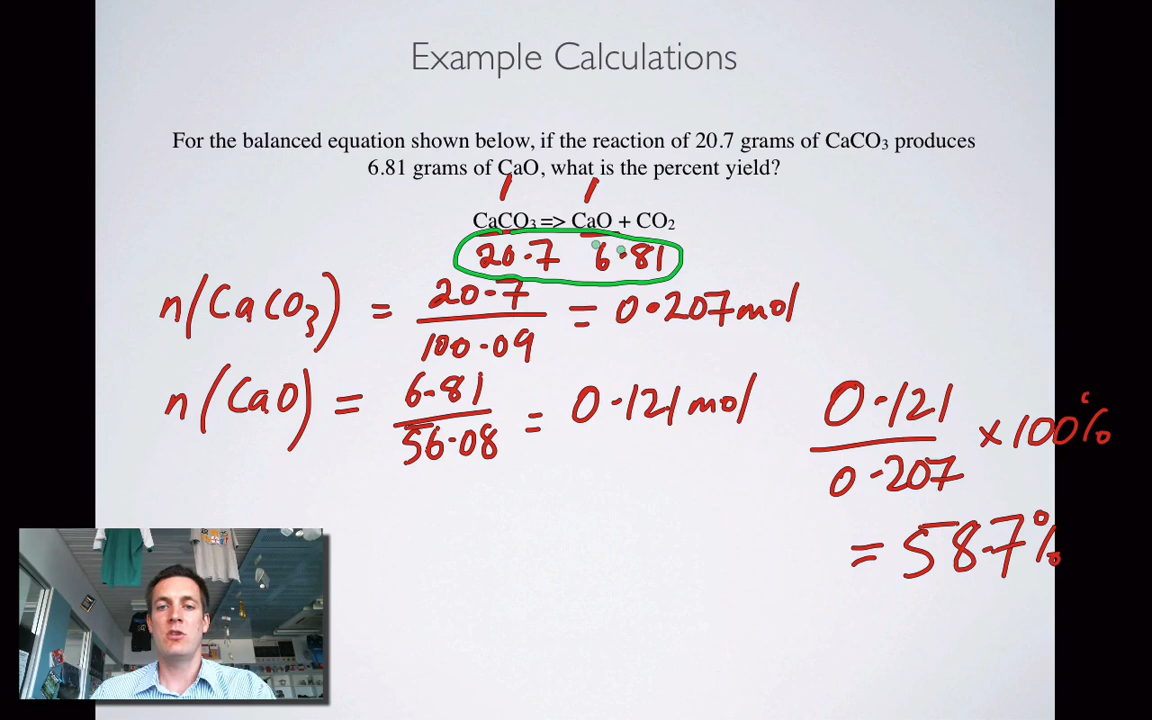 Example Calculations
For the balanced equation shown below, if the reaction of 20.7 grams of CaCO₃ produces
6.81 grams of CaO, what is the percent yield?
1 1
CaCO₃ => CaO + CO₂
20.7 6.81
n(CaCO₃) = 20.7 / 100.09 = 0.207 mol
n(CaO) = 6.81 / 56.08 = 0.121 mol
0.121 / 0.207 × 100%
= 58.7%